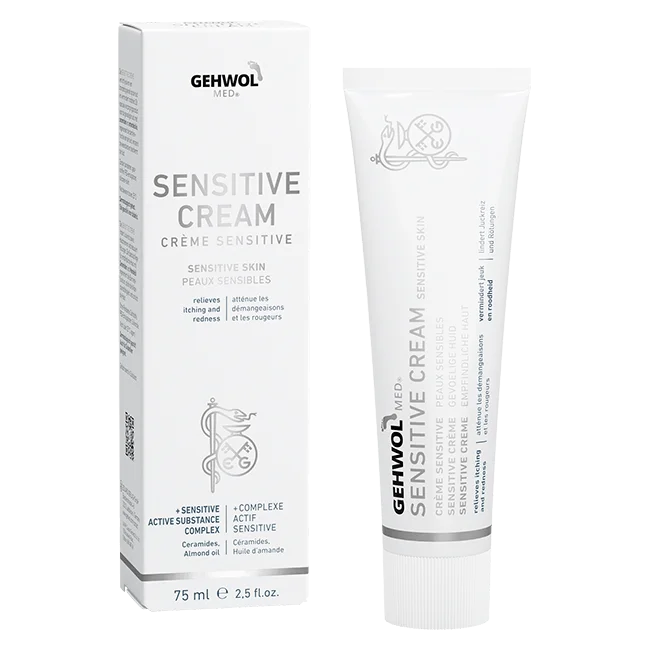 GEHWOL
MED®
SENSITIVE
CREAM
CRÈME SENSITIVE
SENSITIVE SKIN
PEAUX SENSIBLES
relieves
itching and
redness
atténue les
démangeaisons
et les rougeurs
+ SENSITIVE
ACTIVE SUBSTANCE
COMPLEX
Ceramides,
Almond oil
+ COMPLEXE
ACTIF
SENSITIVE
Céramides,
Huile d'amande
75 ml ℮ 2,5 fl.oz.
GEHWOL
MED®
SENSITIVE CREAM SENSITIVE SKIN
CRÈME SENSITIVE PEAUX SENSIBLES
SENSITIVE CRÈME GEVOELIGE HUID
SENSITIVE CREME EMPFINDLICHE HAUT
relieves itching
and redness
atténue les démangeaisons
et les rougeurs
vermindert jeuk
en roodheid
lindert Juckreiz
und Rötungen